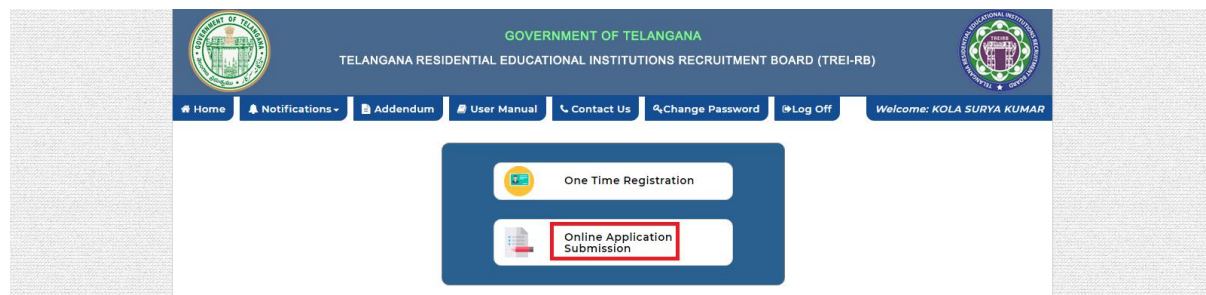 GOVERNMENT OF TELANGANA
TELANGANA RESIDENTIAL EDUCATIONAL INSTITUTIONS RECRUITMENT BOARD (TREI-RB)
Home Notifications Addendum User Manual Contact Us Change Password Log Off Welcome: KOLA SURYA KUMAR
One Time Registration
Online Application
Submission